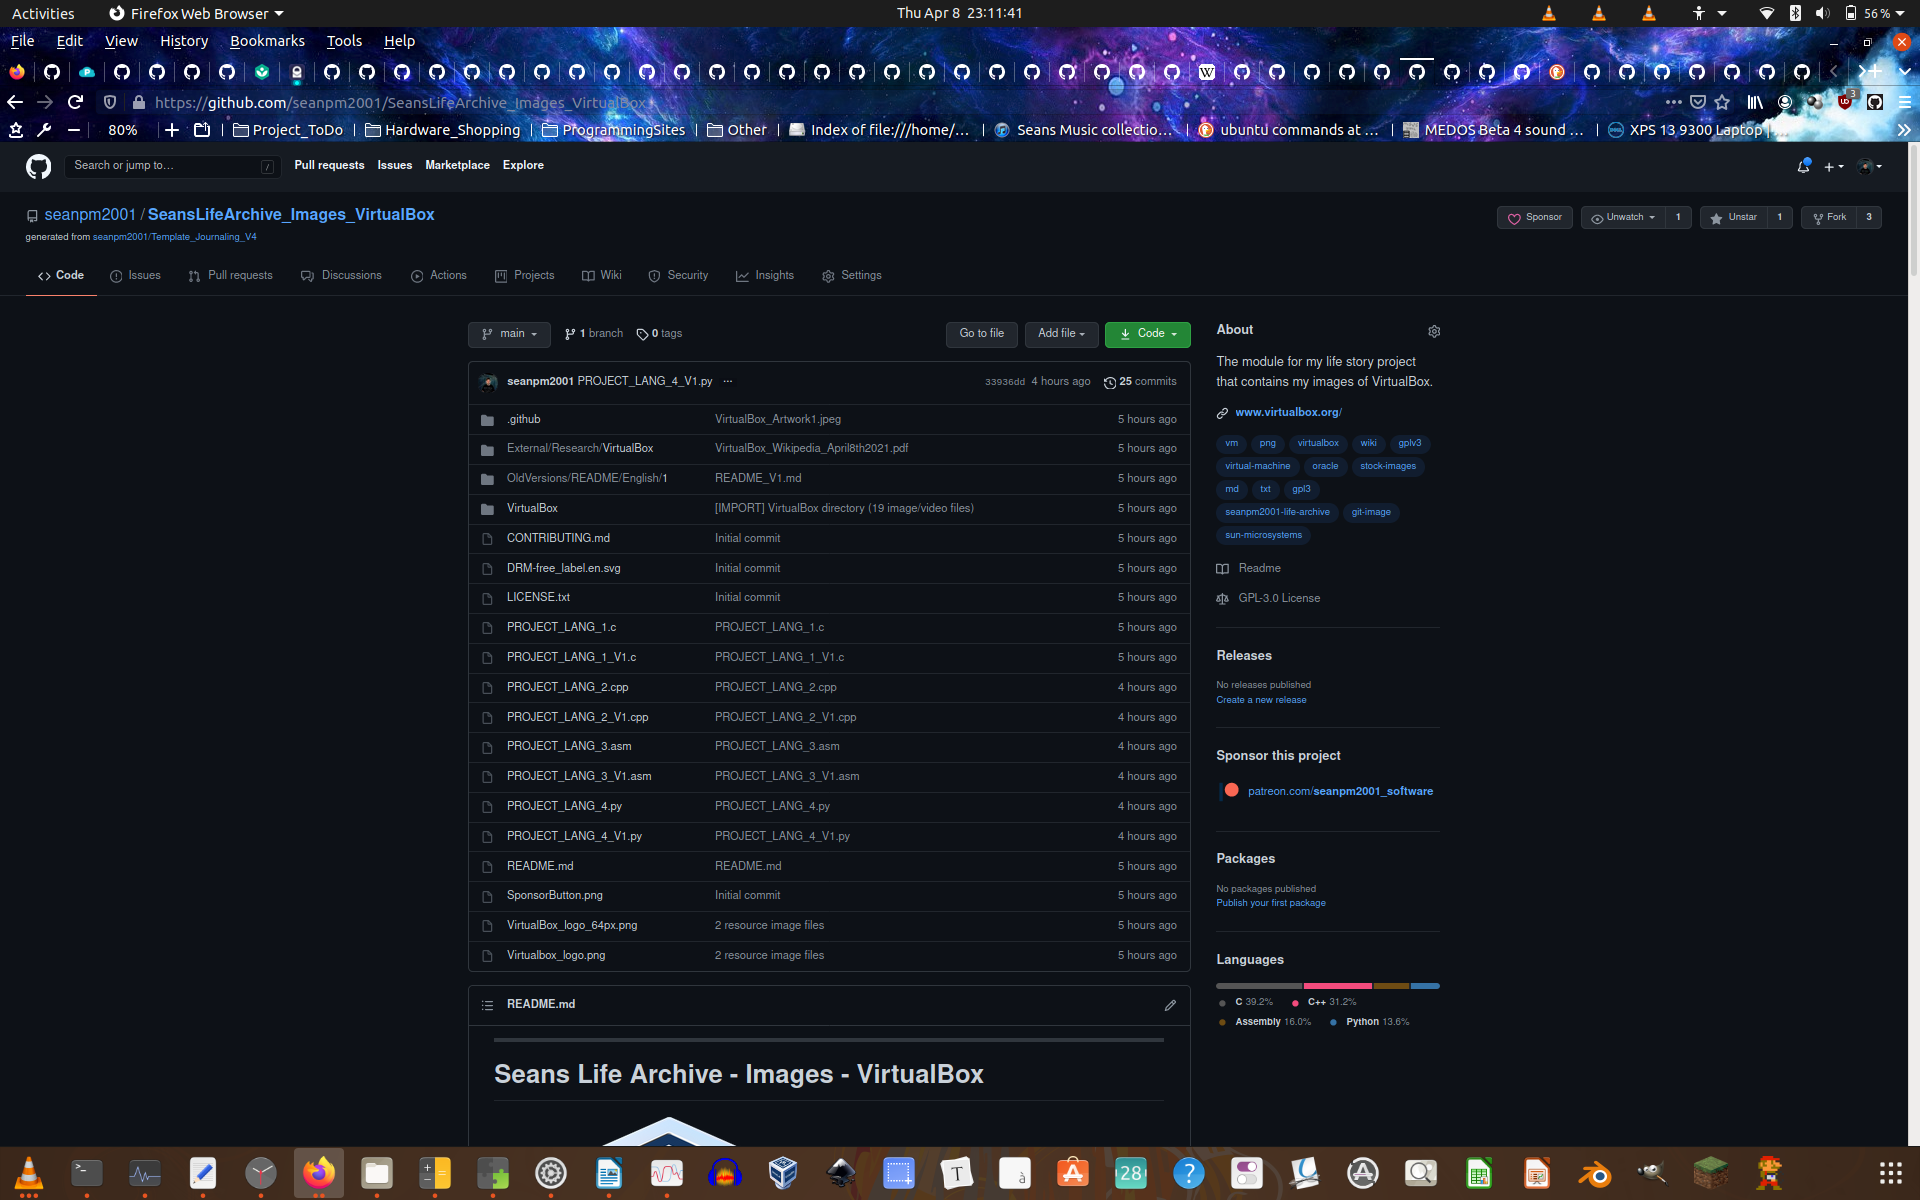 Activities
Firefox Web Browser
Thu Apr 8 23:11:41
56 %
File Edit View History Bookmarks Tools Help
https://github.com/seanpm2001/SeansLifeArchive_Images_VirtualBox
3
80%
Project_ToDo
Hardware_Shopping
ProgrammingSites
Other
Index of file:///home/…
Seans Music collectio…
ubuntu commands at …
MEDOS Beta 4 sound …
XPS 13 9300 Laptop
Search or jump to…
/
Pull requests Issues Marketplace Explore
seanpm2001 / SeansLifeArchive_Images_VirtualBox
Sponsor
Unwatch 1
Unstar 1
Fork 3
generated from seanpm2001/Template_Journaling_V4
Code
Issues
Pull requests
Discussions
Actions
Projects
Wiki
Security
Insights
Settings
main
1 branch
0 tags
Go to file
Add file
Code
seanpm2001 PROJECT_LANG_4_V1.py ...
33936dd 4 hours ago
25 commits
.github VirtualBox_Artwork1.jpeg 5 hours ago
External/Research/VirtualBox VirtualBox_Wikipedia_April8th2021.pdf 5 hours ago
OldVersions/README/English/1 README_V1.md 5 hours ago
VirtualBox [IMPORT] VirtualBox directory (19 image/video files) 5 hours ago
CONTRIBUTING.md Initial commit 5 hours ago
DRM-free_label.en.svg Initial commit 5 hours ago
LICENSE.txt Initial commit 5 hours ago
PROJECT_LANG_1.c PROJECT_LANG_1.c 5 hours ago
PROJECT_LANG_1_V1.c PROJECT_LANG_1_V1.c 5 hours ago
PROJECT_LANG_2.cpp PROJECT_LANG_2.cpp 4 hours ago
PROJECT_LANG_2_V1.cpp PROJECT_LANG_2_V1.cpp 4 hours ago
PROJECT_LANG_3.asm PROJECT_LANG_3.asm 4 hours ago
PROJECT_LANG_3_V1.asm PROJECT_LANG_3_V1.asm 4 hours ago
PROJECT_LANG_4.py PROJECT_LANG_4.py 4 hours ago
PROJECT_LANG_4_V1.py PROJECT_LANG_4_V1.py 4 hours ago
README.md README.md 5 hours ago
SponsorButton.png Initial commit 5 hours ago
VirtualBox_logo_64px.png 2 resource image files 5 hours ago
Virtualbox_logo.png 2 resource image files 5 hours ago
README.md
Seans Life Archive - Images - VirtualBox
About
The module for my life story project
that contains my images of VirtualBox.
www.virtualbox.org/
vm png virtualbox wiki gplv3
virtual-machine oracle stock-images
md txt gpl3
seanpm2001-life-archive git-image
sun-microsystems
Readme
GPL-3.0 License
Releases
No releases published
Create a new release
Sponsor this project
patreon.com/seanpm2001_software
Packages
No packages published
Publish your first package
Languages
C 39.2% C++ 31.2%
Assembly 16.0% Python 13.6%